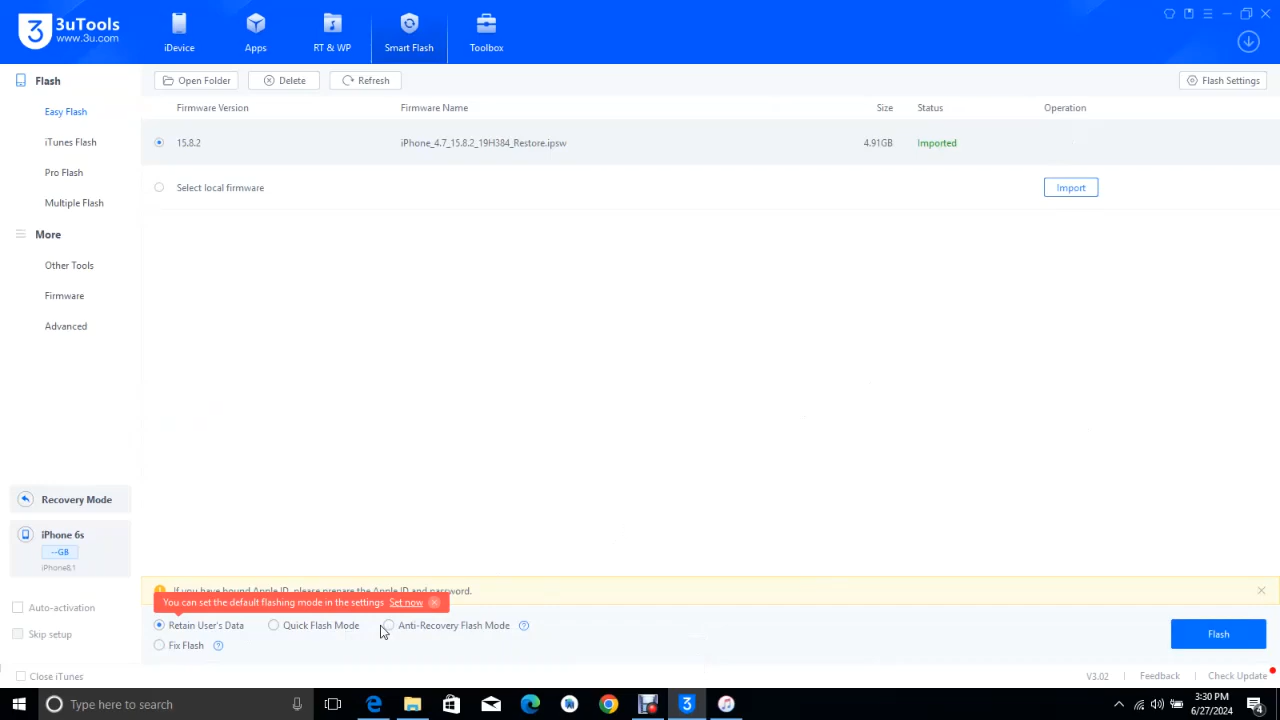 3 3uTools
www.3u.com
iDevice
Apps
RT & WP
Smart Flash
Toolbox
Flash
Easy Flash
iTunes Flash
Pro Flash
Multiple Flash
More
Other Tools
Firmware
Advanced
Open Folder
Delete
Refresh
Flash Settings
Firmware Version Firmware Name Size Status Operation
15.8.2 iPhone_4.7_15.8.2_19H384_Restore.ipsw 4.91GB Imported
Select local firmware Import
Recovery Mode
iPhone 6s
--GB
iPhone8,1
Auto-activation
Skip setup
If you have bound Apple ID, please prepare the Apple ID and password.
You can set the default flashing mode in the settings Set now
Retain User's Data Quick Flash Mode Anti-Recovery Flash Mode
Fix Flash
Flash
Close iTunes
V3.02 Feedback Check Update
Type here to search
3
3:30 PM
6/27/2024
4